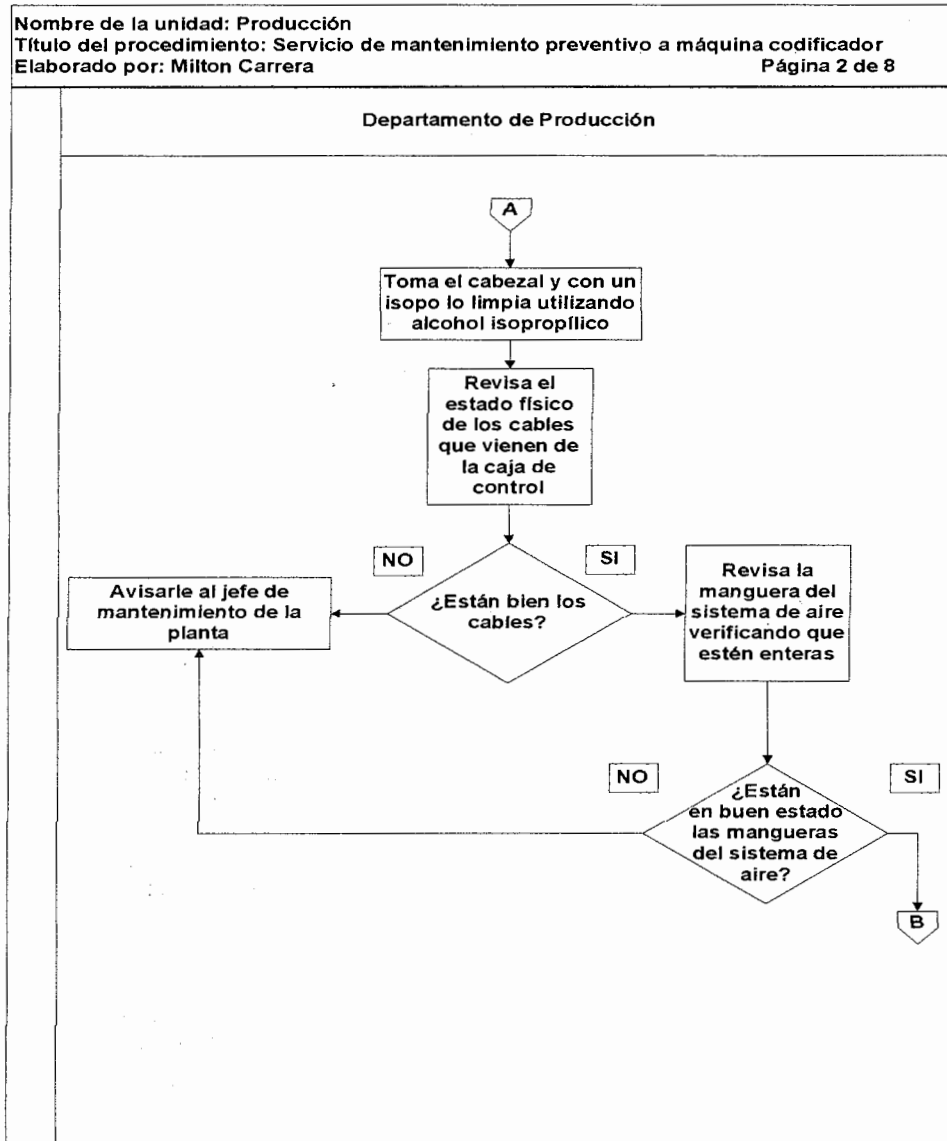 Nombre de la unidad: Producción
Título del procedimiento: Servicio de mantenimiento preventivo a máquina codificador
Elaborado por: Milton Carrera Página 2 de 8
Departamento de Producción
A
Toma el cabezal y con un
isopo lo limpia utilizando
alcohol isopropílico
Revisa el
estado físico
de los cables
que vienen de
la caja de
control
NO
SI
Avisarle al jefe de
mantenimiento de la
planta
¿Están bien los
cables?
Revisa la
manguera del
sistema de aire
verificando que
estén enteras
NO
SI
¿Están
en buen estado
las mangueras
del sistema de
aire?
B